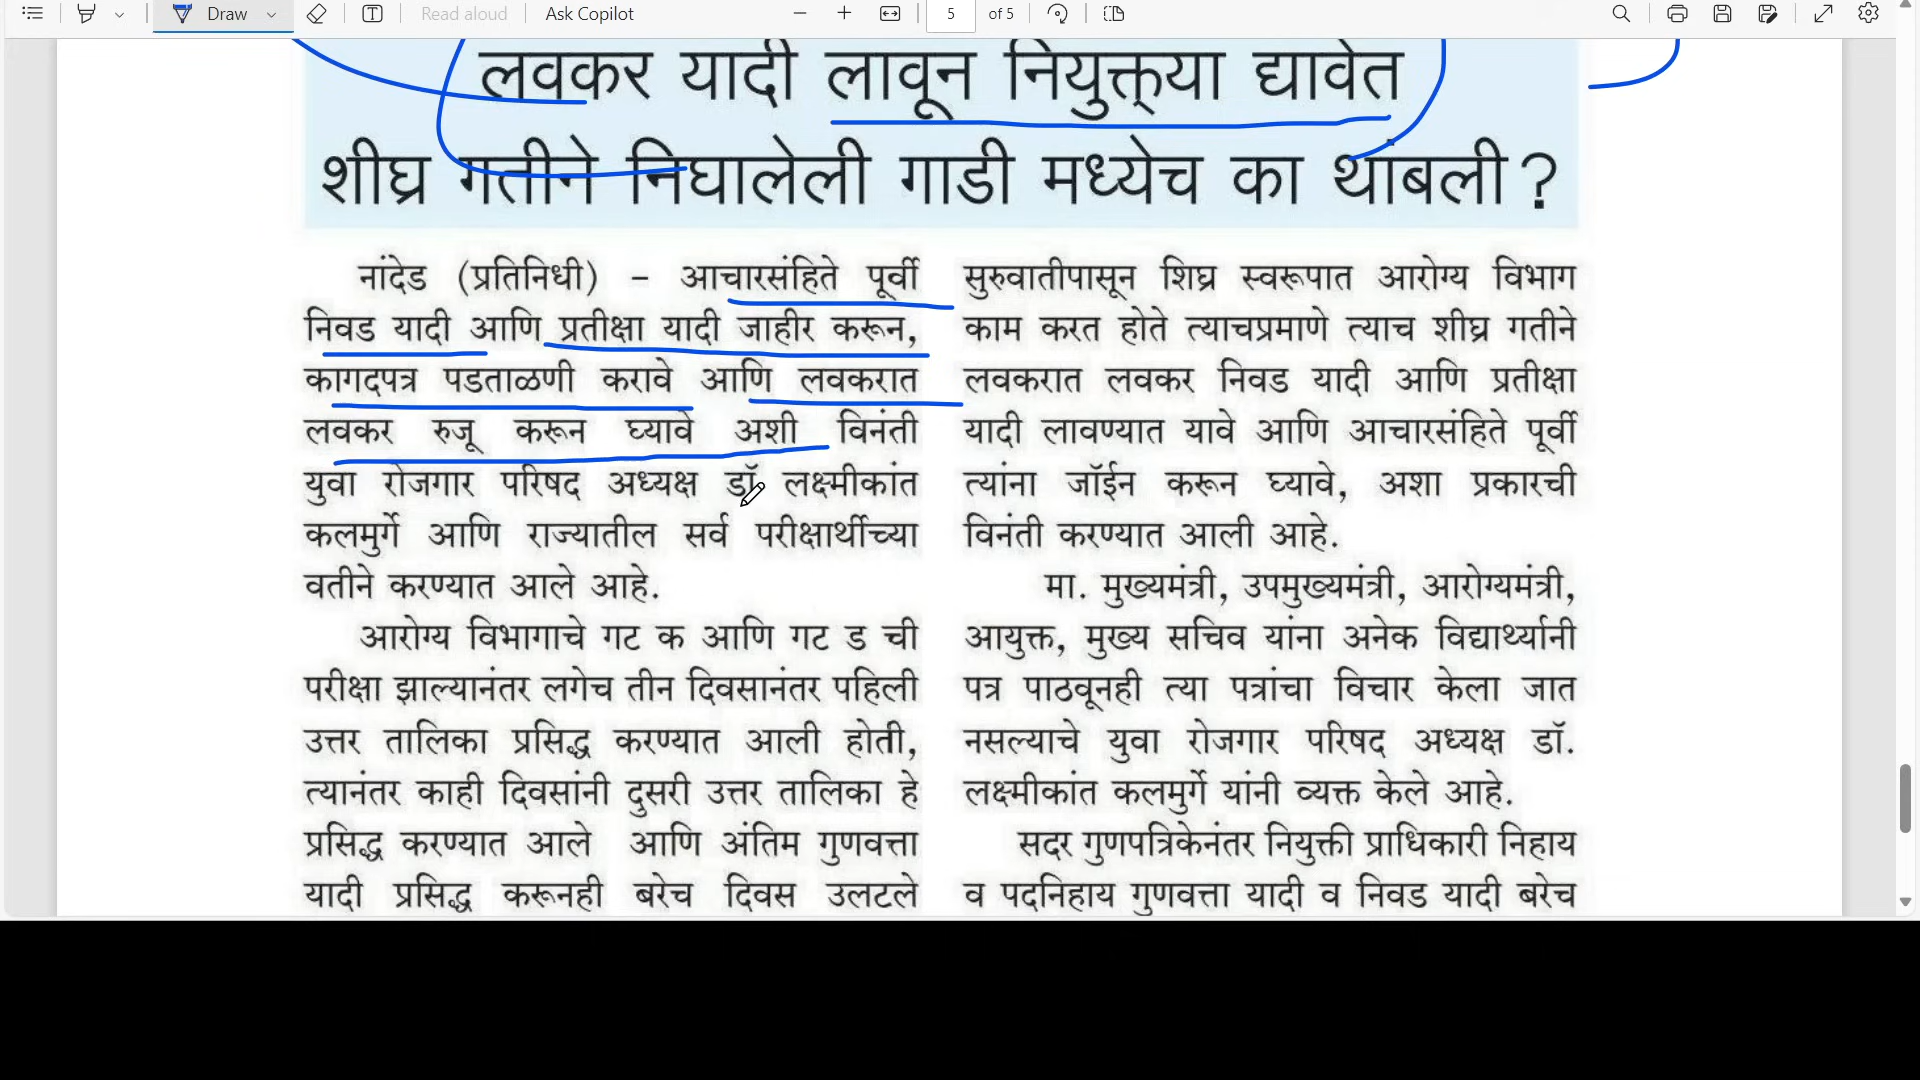 Draw
Read aloud
Ask Copilot
5
of 5
लवकर यादी लावून नियुक्त्या द्यावेत
शीघ्र गतीने निघालेली गाडी मध्येच का थांबली?
नांदेड (प्रतिनिधी) - आचारसंहिते पूर्वी
निवड यादी आणि प्रतीक्षा यादी जाहीर करून,
कागदपत्र पडताळणी करावे आणि लवकरात
लवकर रुजू करून घ्यावे अशी विनंती
युवा रोजगार परिषद अध्यक्ष डॉ लक्ष्मीकांत
कलमुर्गे आणि राज्यातील सर्व परीक्षार्थीच्या
वतीने करण्यात आले आहे.
आरोग्य विभागाचे गट क आणि गट ड ची
परीक्षा झाल्यानंतर लगेच तीन दिवसानंतर पहिली
उत्तर तालिका प्रसिद्ध करण्यात आली होती,
त्यानंतर काही दिवसांनी दुसरी उत्तर तालिका हे
प्रसिद्ध करण्यात आले आणि अंतिम गुणवत्ता
यादी प्रसिद्ध करूनही बरेच दिवस उलटले
सुरुवातीपासून शिघ्र स्वरूपात आरोग्य विभाग
काम करत होते त्याचप्रमाणे त्याच शीघ्र गतीने
लवकरात लवकर निवड यादी आणि प्रतीक्षा
यादी लावण्यात यावे आणि आचारसंहिते पूर्वी
त्यांना जॉईन करून घ्यावे, अशा प्रकारची
विनंती करण्यात आली आहे.
मा. मुख्यमंत्री, उपमुख्यमंत्री, आरोग्यमंत्री,
आयुक्त, मुख्य सचिव यांना अनेक विद्यार्थ्यानी
पत्र पाठवूनही त्या पत्रांचा विचार केला जात
नसल्याचे युवा रोजगार परिषद अध्यक्ष डॉ.
लक्ष्मीकांत कलमुर्गे यांनी व्यक्त केले आहे.
सदर गुणपत्रिकेनंतर नियुक्ती प्राधिकारी निहाय
व पदनिहाय गुणवत्ता यादी व निवड यादी बरेच